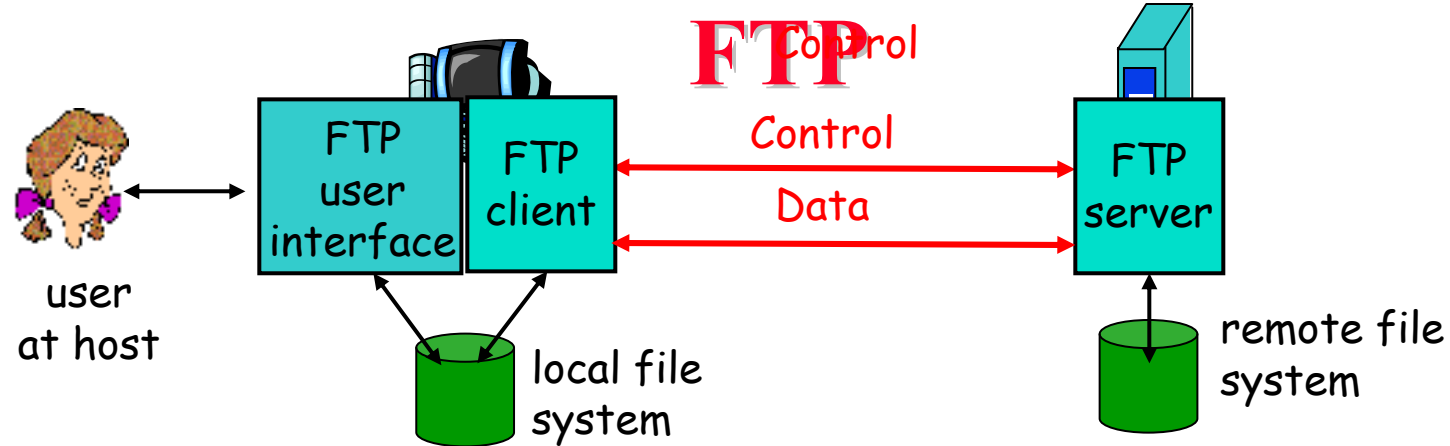 FTP
Control
Control
Data
FTP
user
interface
FTP
client
FTP
server
user
at host
local file
system
remote file
system